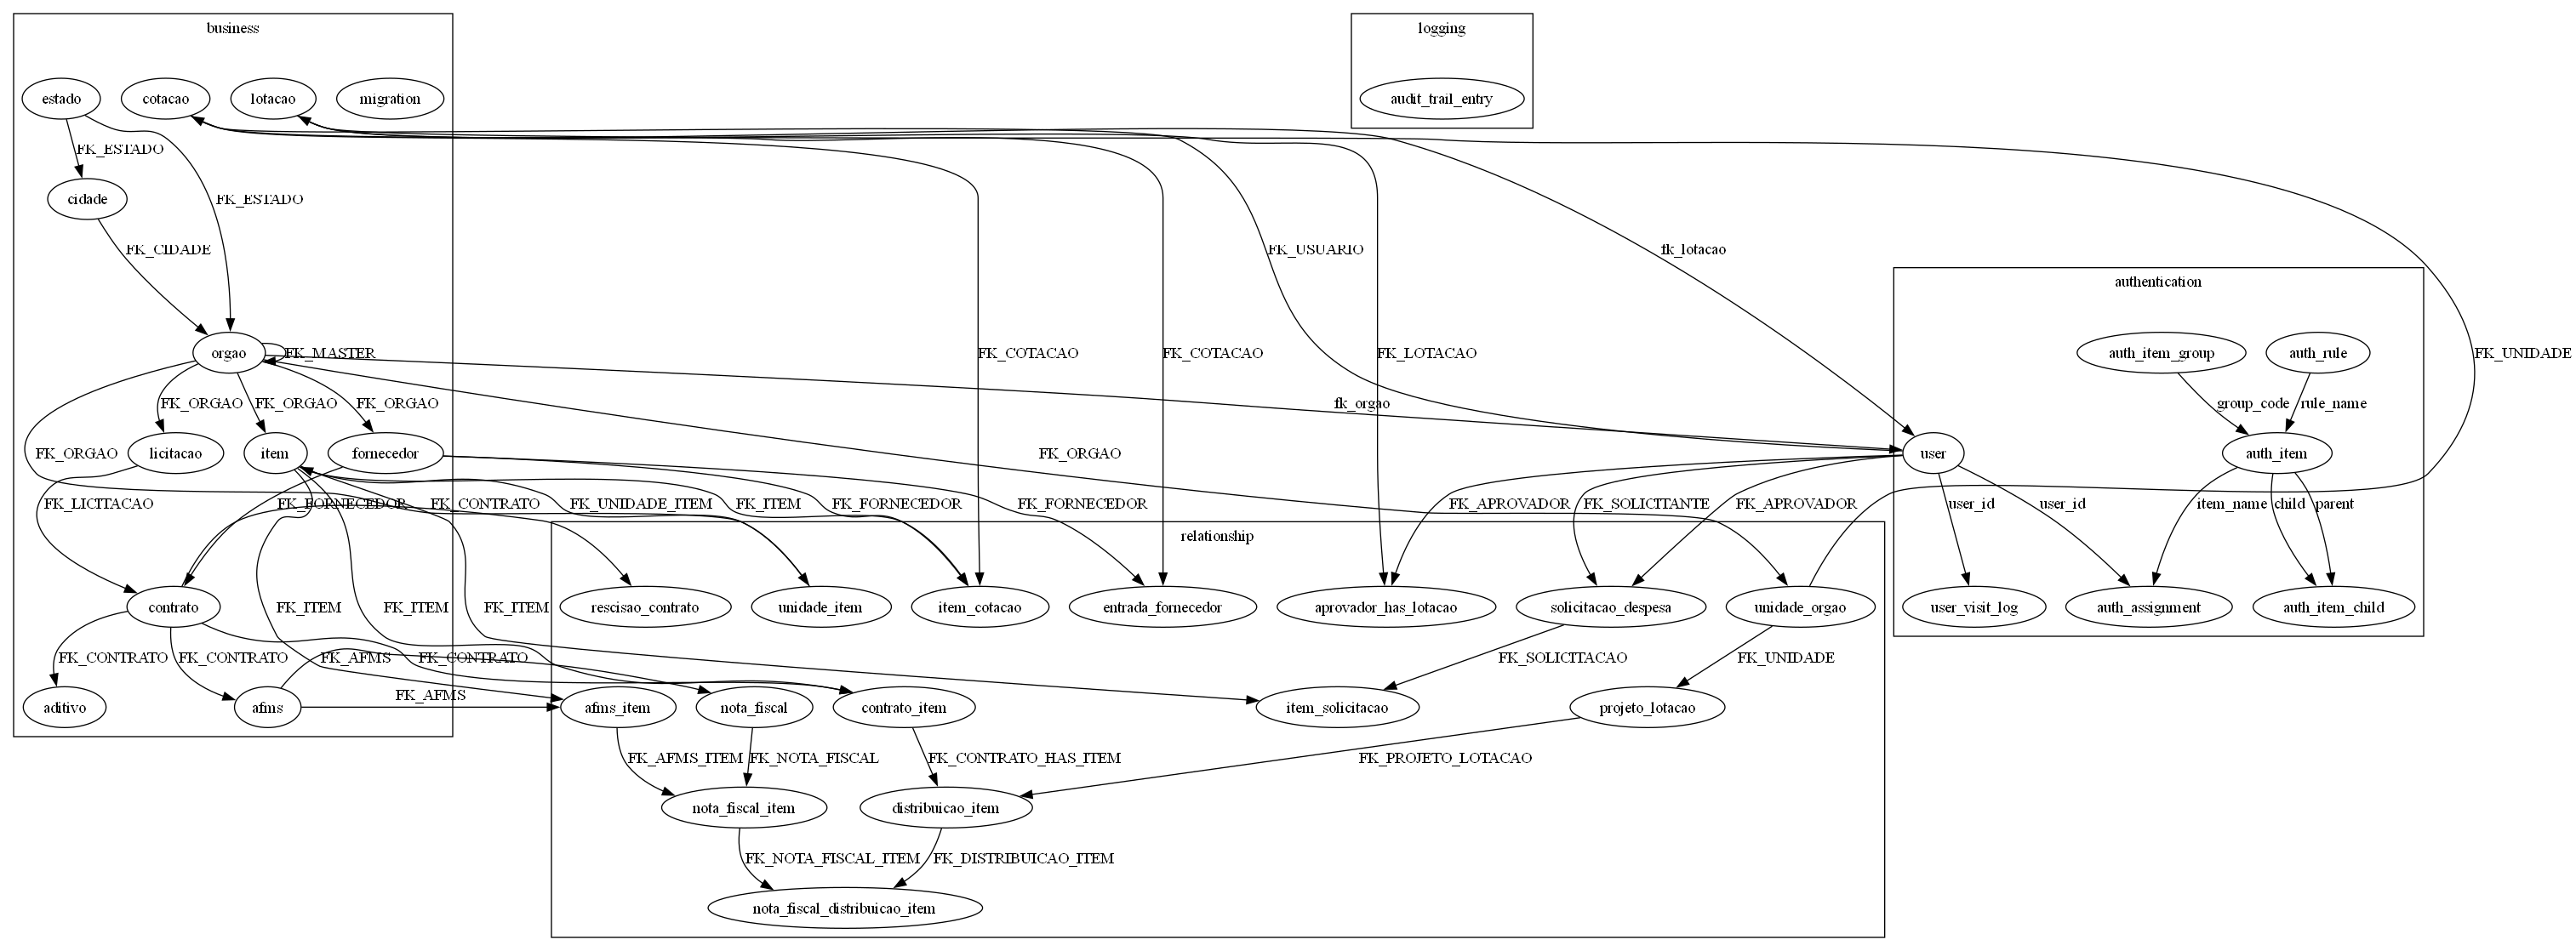 business
logging
estado
cotacao
lotacao
migration
audit_trail_entry
FK_ESTADO
cidade
FK_ESTADO
FK_CIDADE
FK_USUARIO
fk_lotacao
authentication
orgao
FK_MASTER
FK_COTACAO
FK_COTACAO
FK_LOTACAO
auth_item_group
auth_rule
FK_UNIDADE
FK_ORGAO
FK_ORGAO
FK_ORGAO
fk_orgao
group_code
rule_name
FK_ORGAO
licitacao
item
fornecedor
FK_ORGAO
user
auth_item
FK_LICITACAO
FK_FORNECEDOR
FK_CONTRATO
FK_UNIDADE_ITEM
FK_ITEM
FK_FORNECEDOR
FK_FORNECEDOR
FK_APROVADOR
FK_SOLICITANTE
FK_APROVADOR
user_id
user_id
item_name
child
parent
relationship
contrato
FK_ITEM
FK_ITEM
FK_ITEM
rescisao_contrato
unidade_item
item_cotacao
entrada_fornecedor
aprovador_has_lotacao
solicitacao_despesa
unidade_orgao
user_visit_log
auth_assignment
auth_item_child
FK_CONTRATO
FK_CONTRATO
FK_AFMS
FK_CONTRATO
FK_SOLICITACAO
FK_UNIDADE
aditivo
afms
FK_AFMS
afms_item
nota_fiscal
contrato_item
item_solicitacao
projeto_lotacao
FK_AFMS_ITEM
FK_NOTA_FISCAL
FK_CONTRATO_HAS_ITEM
FK_PROJETO_LOTACAO
nota_fiscal_item
distribuicao_item
FK_NOTA_FISCAL_ITEM
FK_DISTRIBUICAO_ITEM
nota_fiscal_distribuicao_item